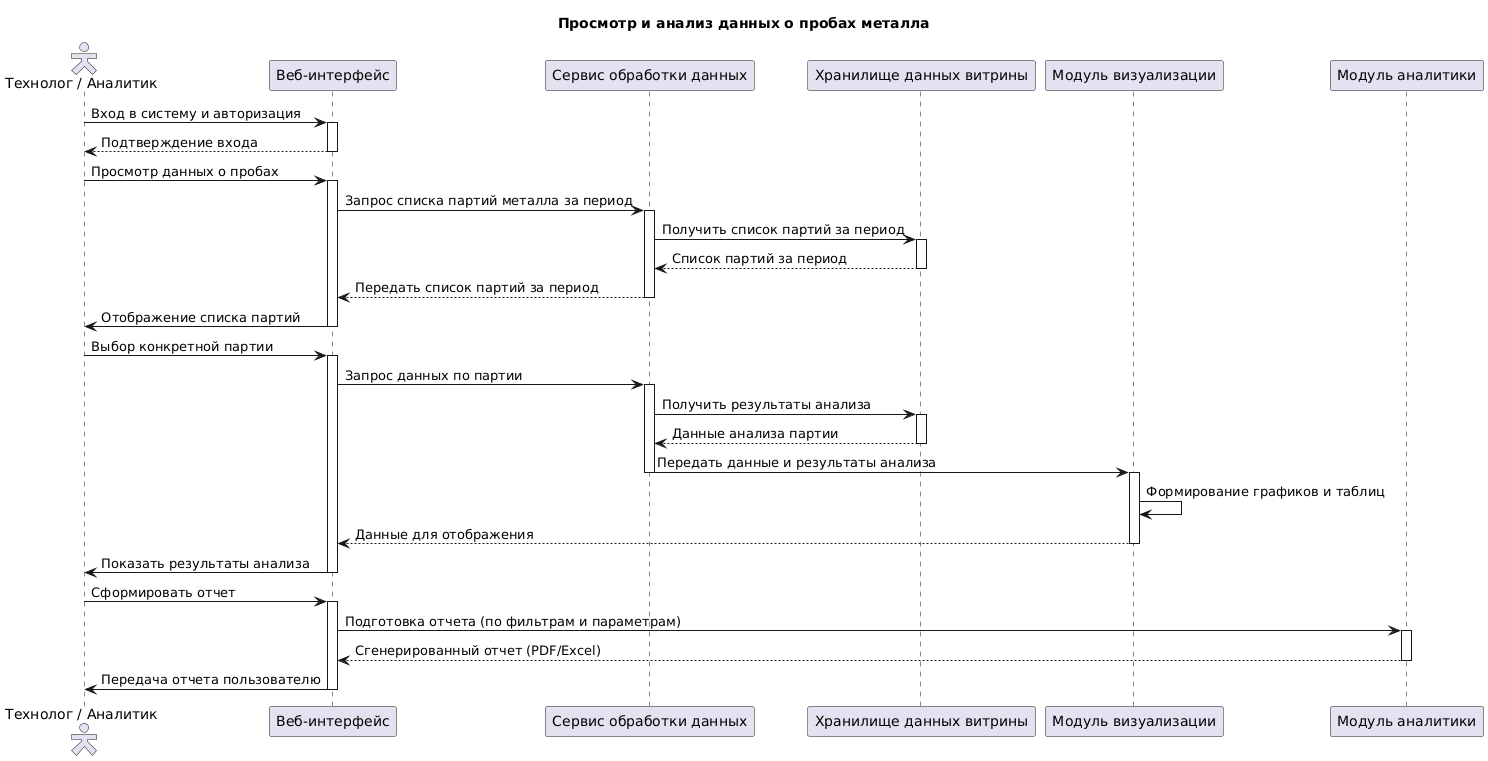 Просмотр и анализ данных о пробах металла
Технолог / Аналитик
Веб-интерфейс
Сервис обработки данных
Хранилище данных витрины
Модуль визуализации
Модуль аналитики
Вход в систему и авторизация
Подтверждение входа
Просмотр данных о пробах
Запрос списка партий металла за период
Получить список партий за период
Список партий за период
Передать список партий за период
Отображение списка партий
Выбор конкретной партии
Запрос данных по партии
Получить результаты анализа
Данные анализа партии
Передать данные и результаты анализа
Формирование графиков и таблиц
Данные для отображения
Показать результаты анализа
Сформировать отчет
Подготовка отчета (по фильтрам и параметрам)
Сгенерированный отчет (PDF/Excel)
Передача отчета пользователю
Технолог / Аналитик
Веб-интерфейс
Сервис обработки данных
Хранилище данных витрины
Модуль визуализации
Модуль аналитики